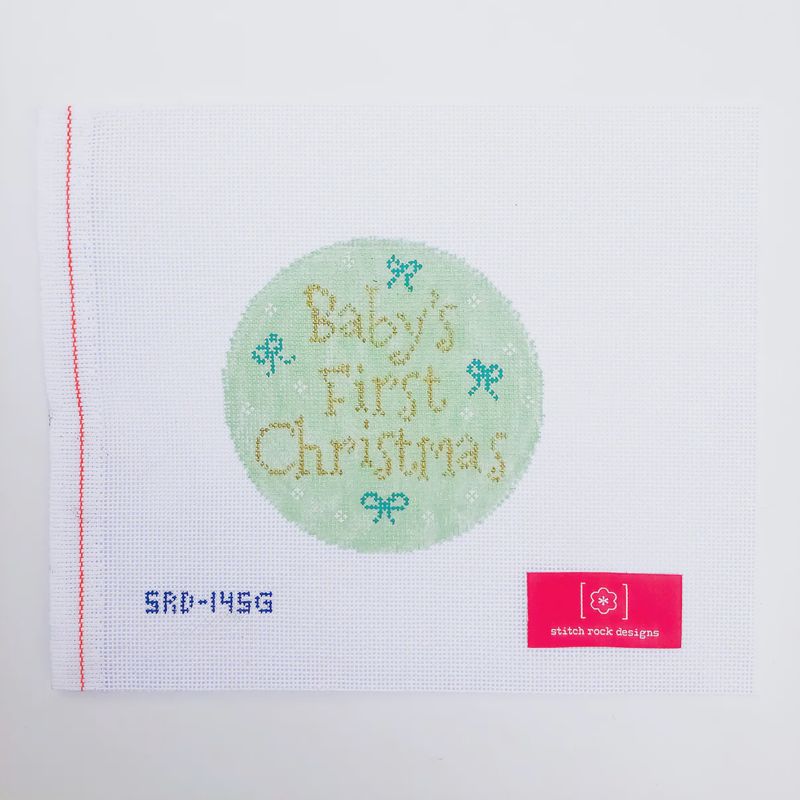 Baby's
First
Christmas
SRD-145G
stitch rock designs